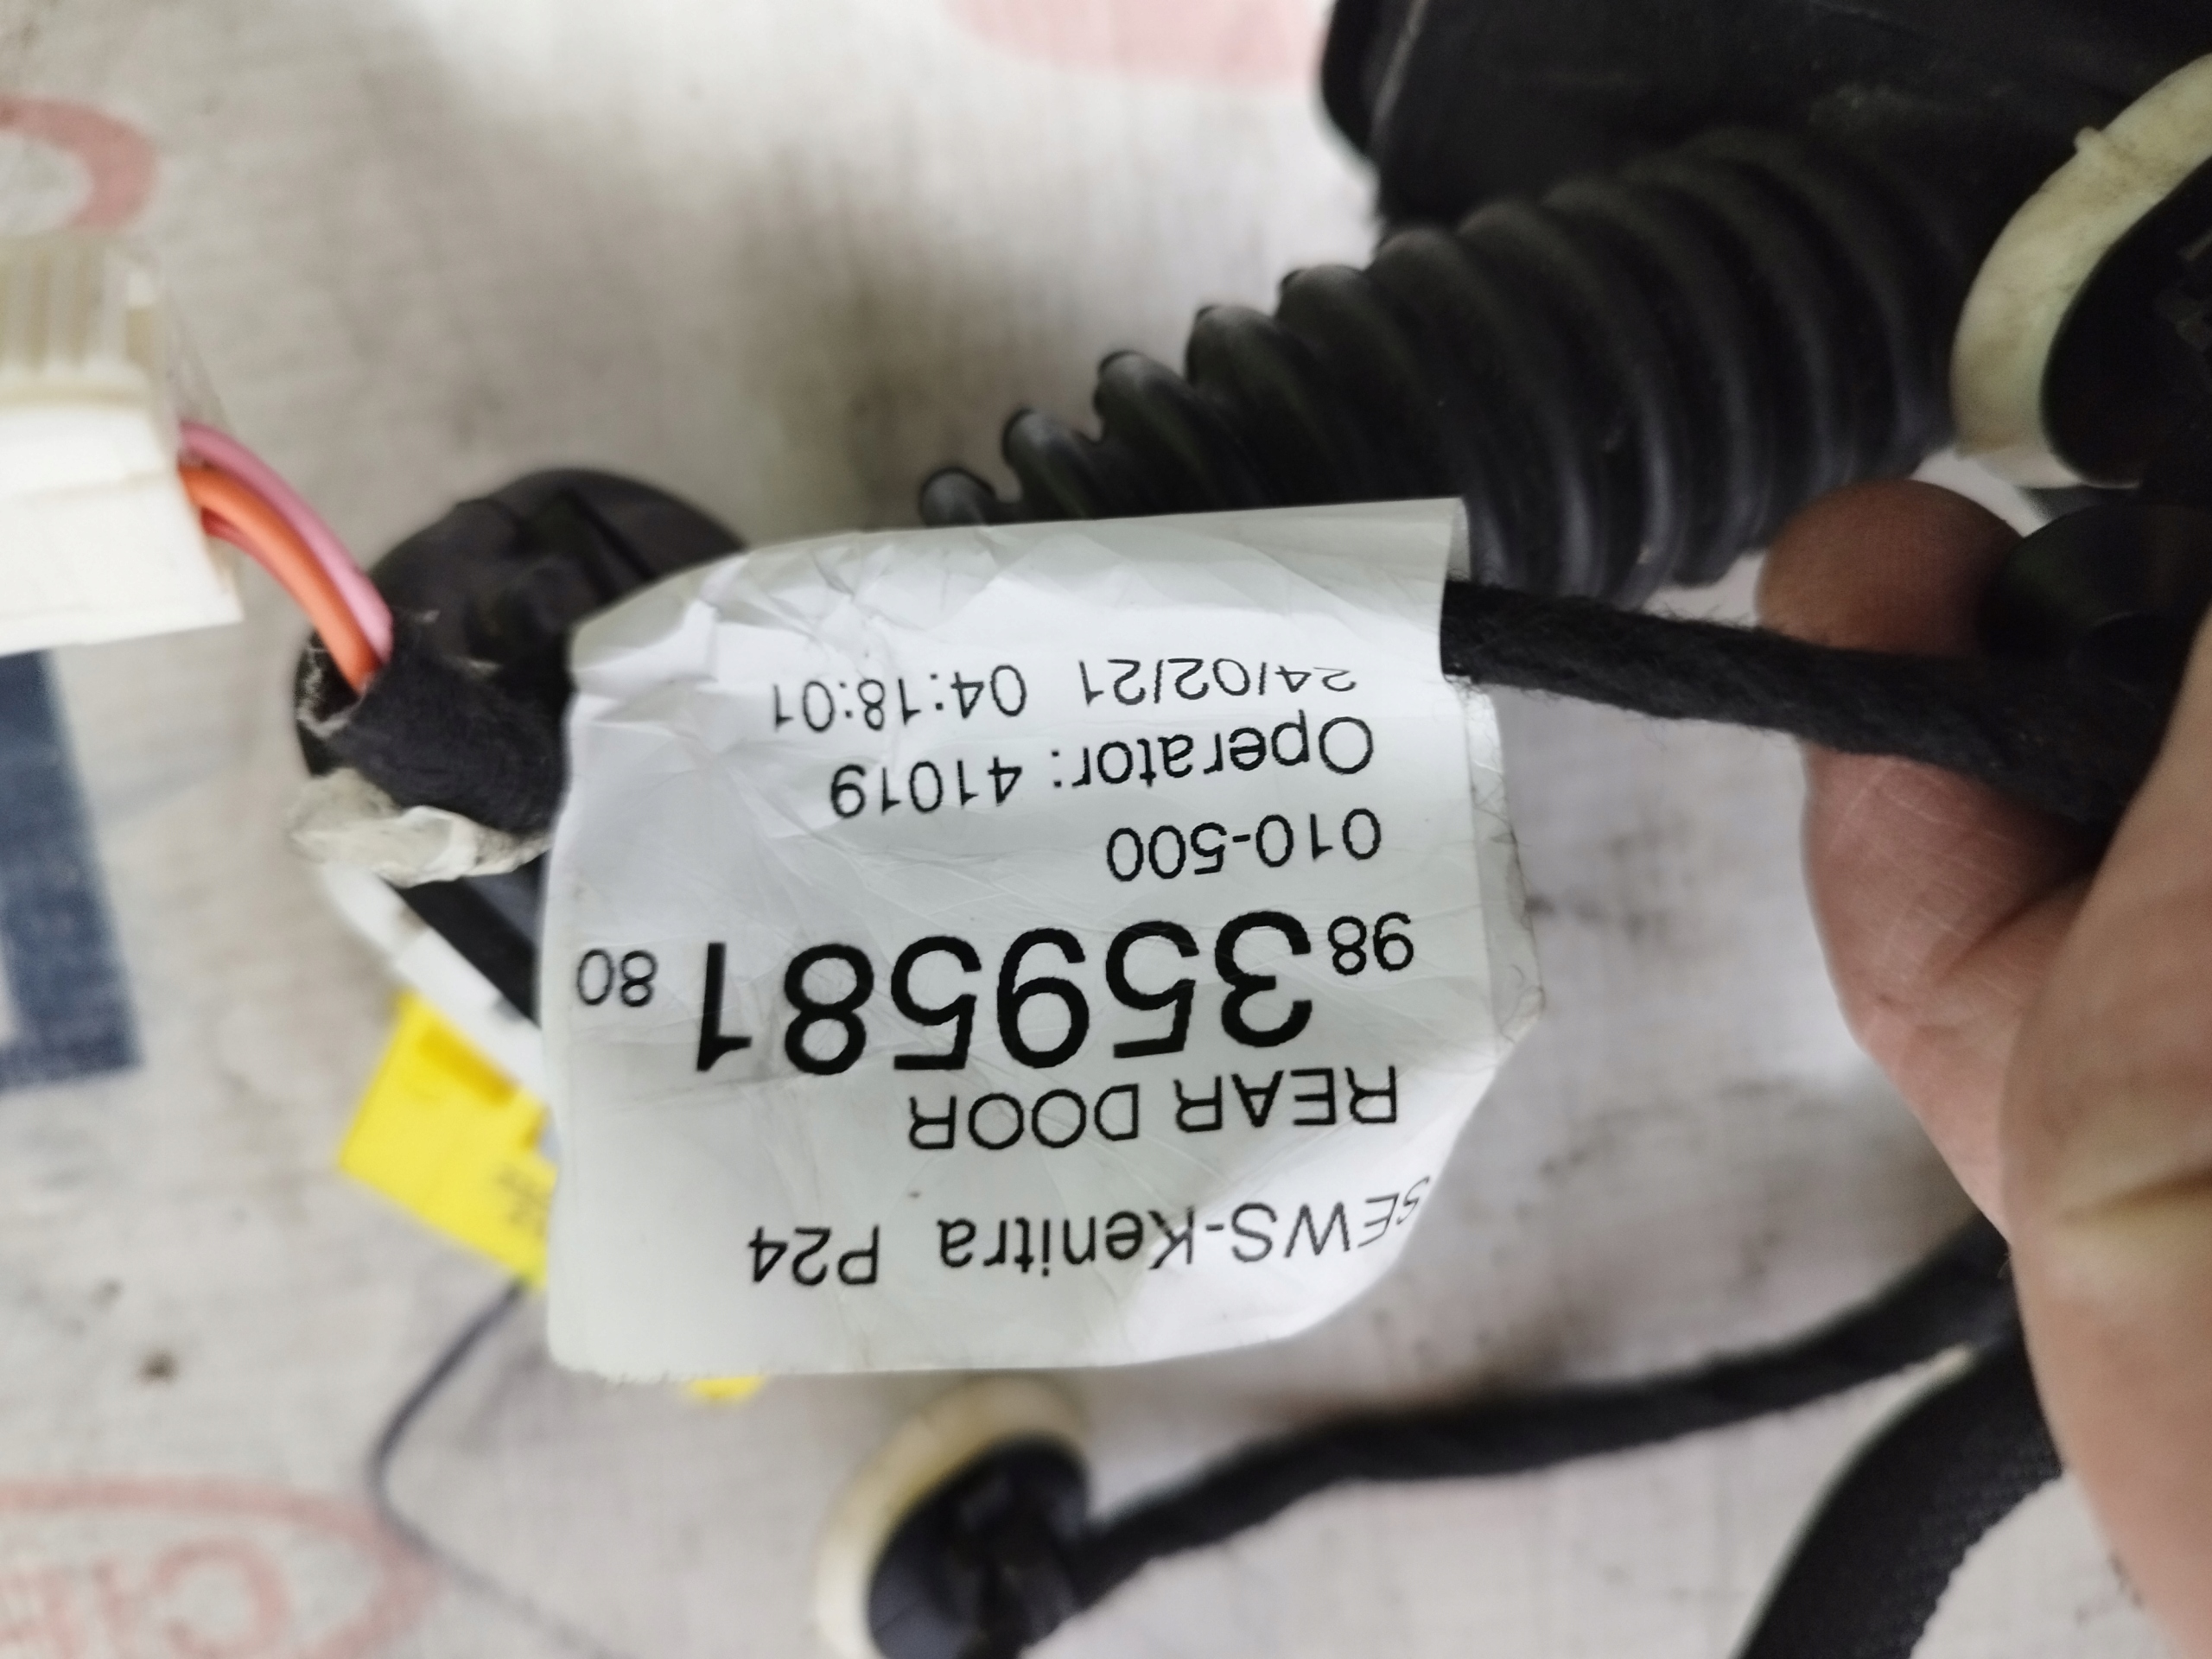 SEWS-Kenitra P24
REAR DOOR
98 359581 80
010-500
Operator: 41019
24/02/21 04:18:01